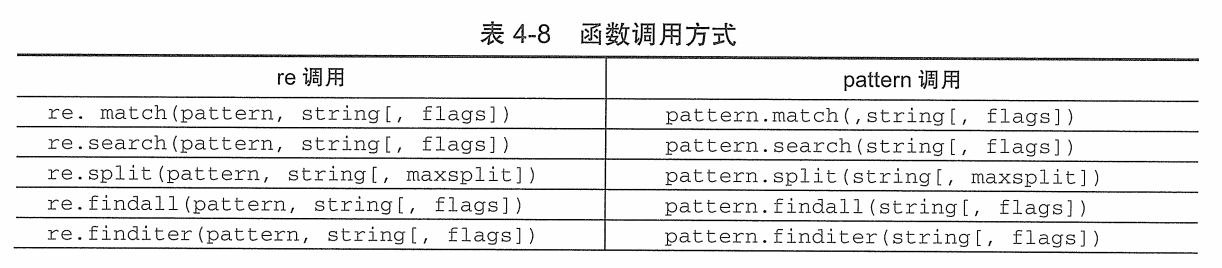 表 4-8 函数调用方式
re 调用 pattern 调用
re. match(pattern, string[, flags]) pattern.match(,string[, flags])
re.search(pattern, string[, flags]) pattern.search(string[, flags])
re.split(pattern, string[, maxsplit]) pattern.split(string[, maxsplit])
re.findall(pattern, string[, flags]) pattern.findall(string[, flags])
re.finditer(pattern, string[, flags]) pattern.finditer(string[, flags])